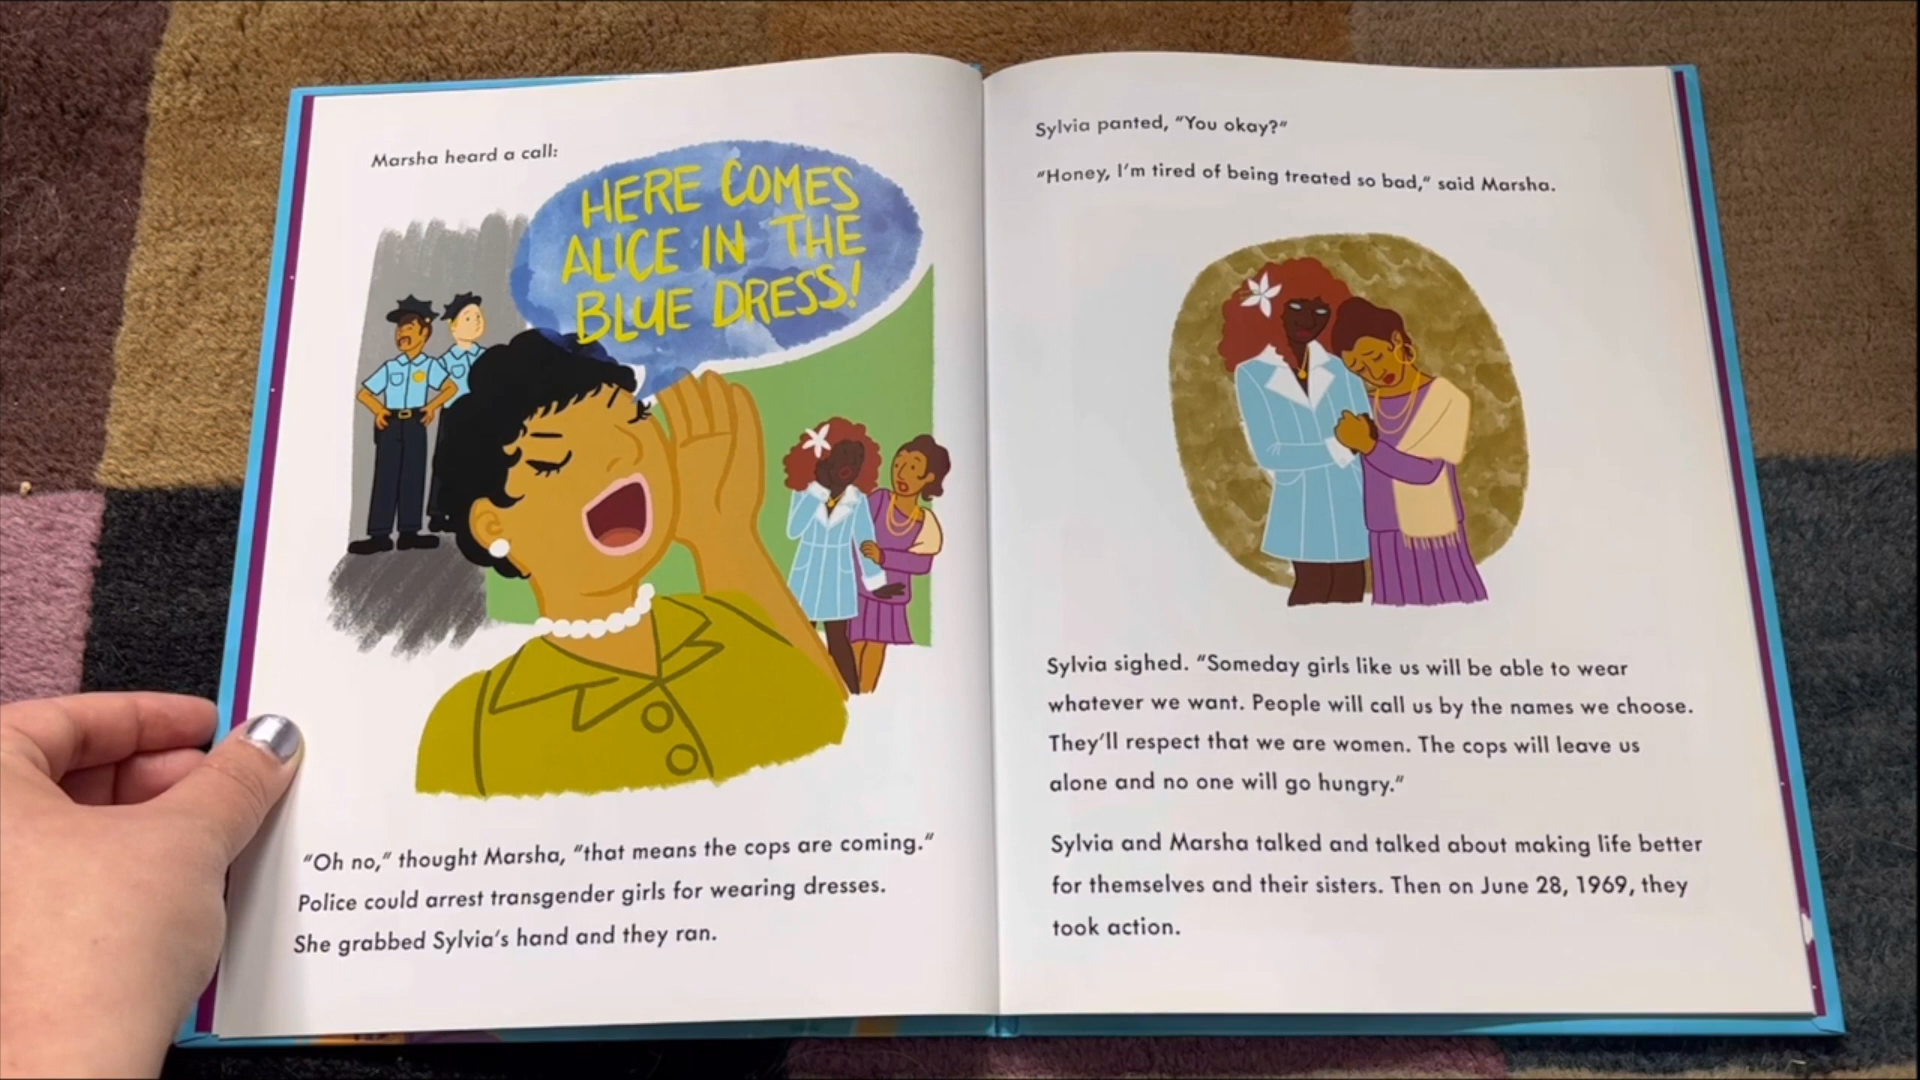 Marsha heard a call:
HERE COMES
ALICE IN THE
BLUE DRESS!
"Oh no," thought Marsha, "that means the cops are coming."
Police could arrest transgender girls for wearing dresses.
She grabbed Sylvia's hand and they ran.
Sylvia panted, "You okay?"
"Honey, I'm tired of being treated so bad," said Marsha.
Sylvia sighed. "Someday girls like us will be able to wear
whatever we want. People will call us by the names we choose.
They'll respect that we are women. The cops will leave us
alone and no one will go hungry."
Sylvia and Marsha talked and talked about making life better
for themselves and their sisters. Then on June 28, 1969, they
took action.